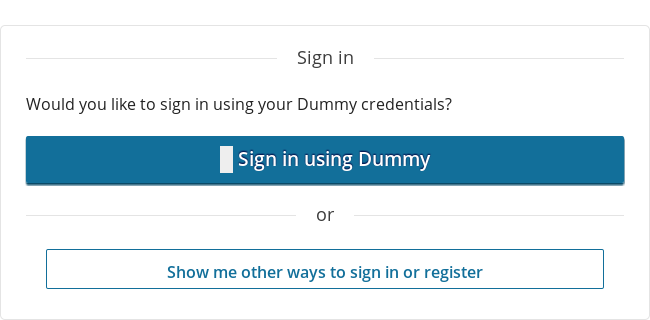 Sign in
Would you like to sign in using your Dummy credentials?
Sign in using Dummy
or
Show me other ways to sign in or register